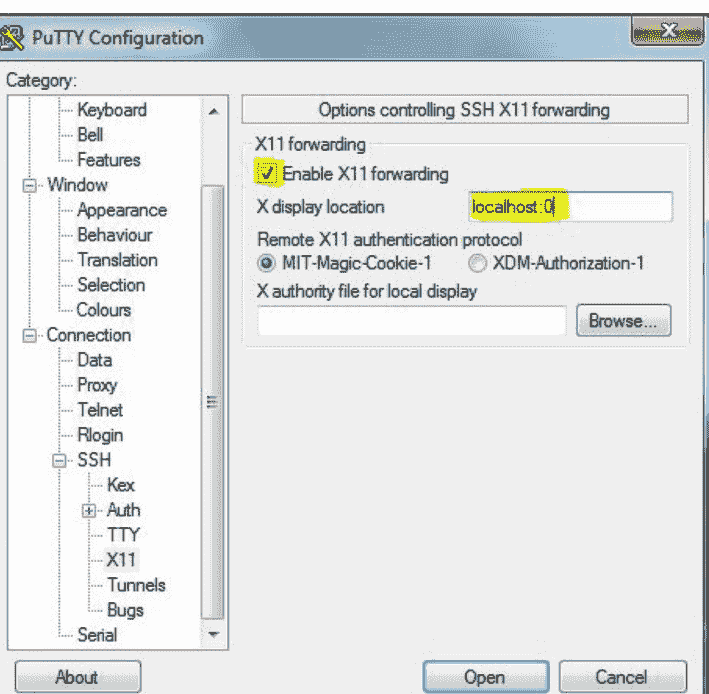 PuTTY Configuration
Category:
Keyboard
Bell
Features
Window
Appearance
Behaviour
Translation
Selection
Colours
Connection
Data
Proxy
Telnet
Rlogin
SSH
Kex
Auth
TTY
X11
Tunnels
Bugs
Serial
Options controlling SSH X11 forwarding
X11 forwarding
Enable X11 forwarding
X display location localhost:0
Remote X11 authentication protocol
MIT-Magic-Cookie-1 XDM-Authorization-1
X authority file for local display
Browse...
About Open Cancel